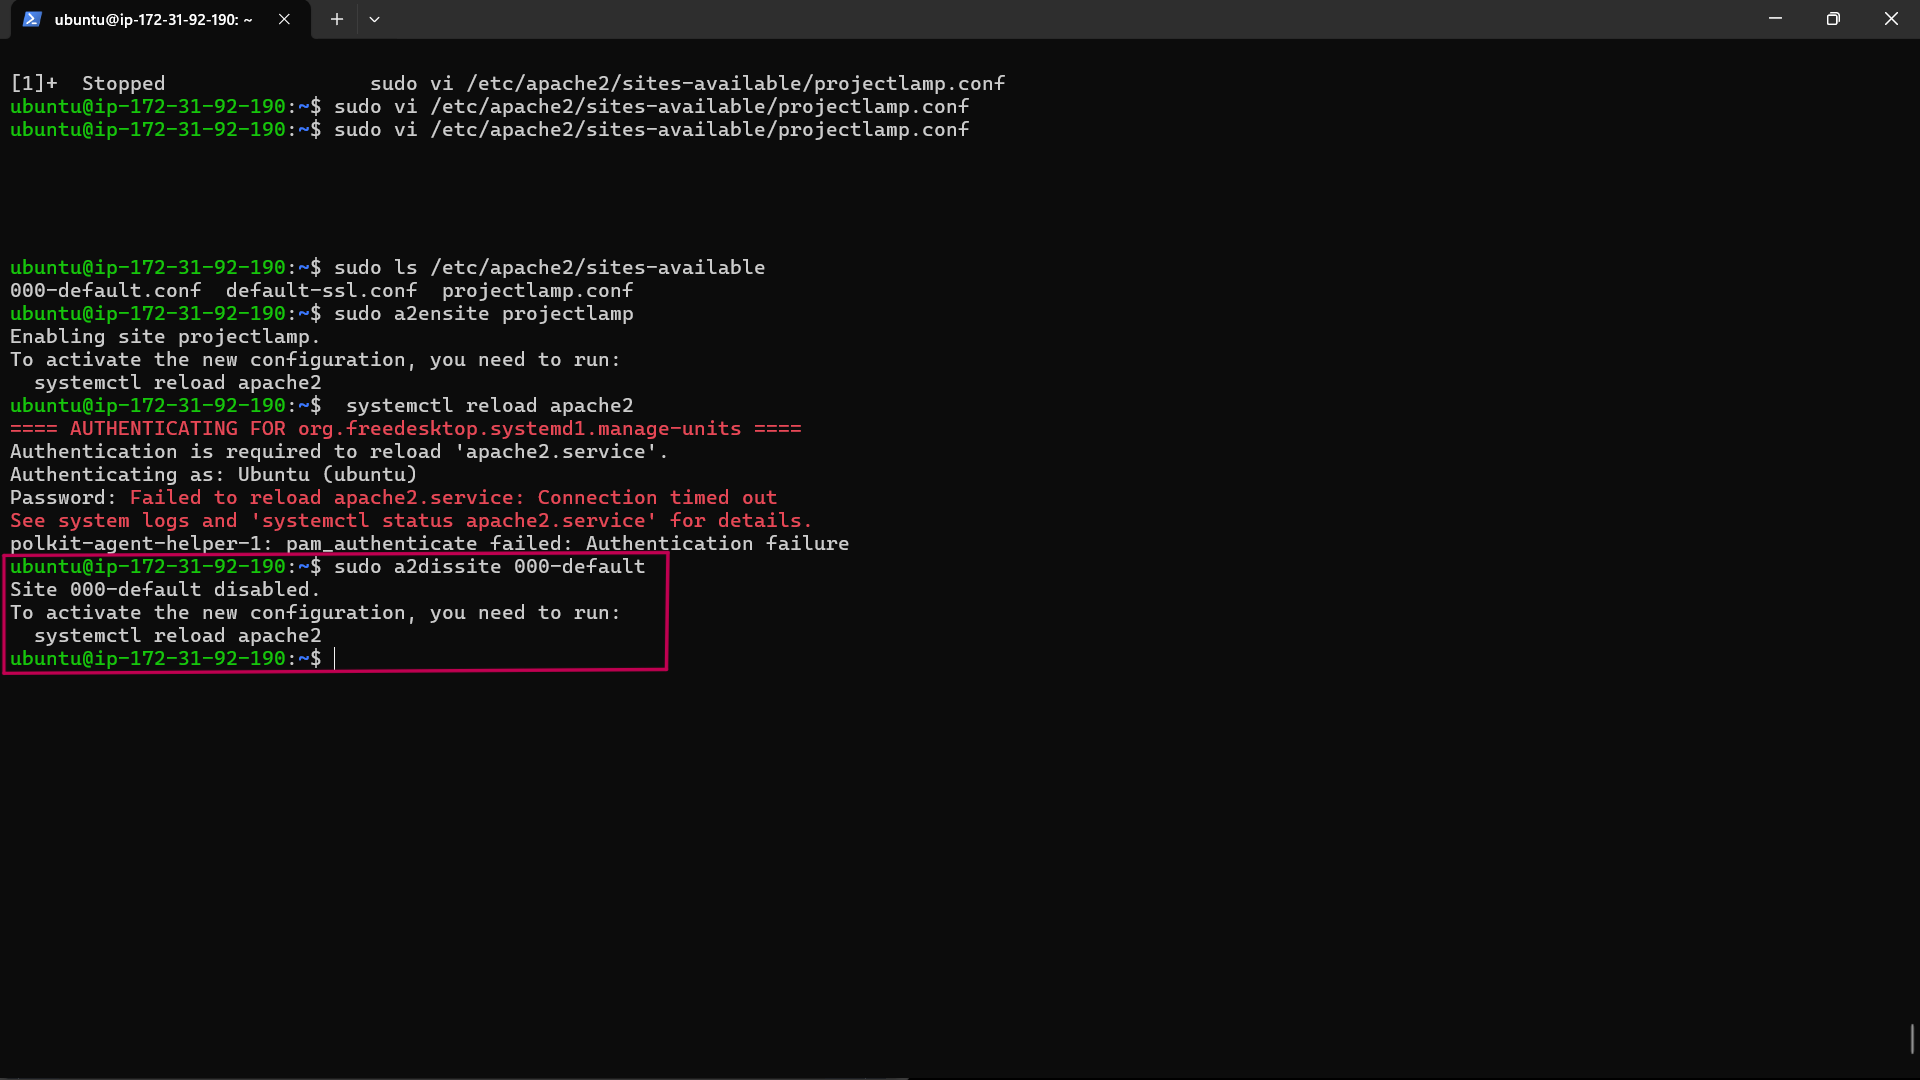 ubuntu@ip-172-31-92-190: ~
[1]+  Stopped                 sudo vi /etc/apache2/sites-available/projectlamp.conf
ubuntu@ip-172-31-92-190:~$ sudo vi /etc/apache2/sites-available/projectlamp.conf
ubuntu@ip-172-31-92-190:~$ sudo vi /etc/apache2/sites-available/projectlamp.conf
ubuntu@ip-172-31-92-190:~$ sudo ls /etc/apache2/sites-available
000-default.conf  default-ssl.conf  projectlamp.conf
ubuntu@ip-172-31-92-190:~$ sudo a2ensite projectlamp
Enabling site projectlamp.
To activate the new configuration, you need to run:
  systemctl reload apache2
ubuntu@ip-172-31-92-190:~$  systemctl reload apache2
==== AUTHENTICATING FOR org.freedesktop.systemd1.manage-units ====
Authentication is required to reload 'apache2.service'.
Authenticating as: Ubuntu (ubuntu)
Password: Failed to reload apache2.service: Connection timed out
See system logs and 'systemctl status apache2.service' for details.
polkit-agent-helper-1: pam_authenticate failed: Authentication failure
ubuntu@ip-172-31-92-190:~$ sudo a2dissite 000-default
Site 000-default disabled.
To activate the new configuration, you need to run:
  systemctl reload apache2
ubuntu@ip-172-31-92-190:~$